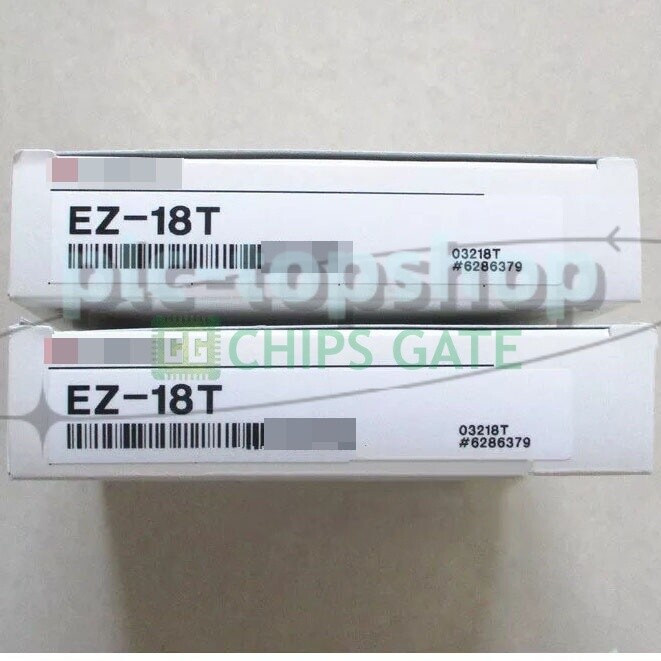 EZ-18T
03218T
#6286379
plc-topshop
CG CHIPS GATE
EZ-18T
03218T
#6286379